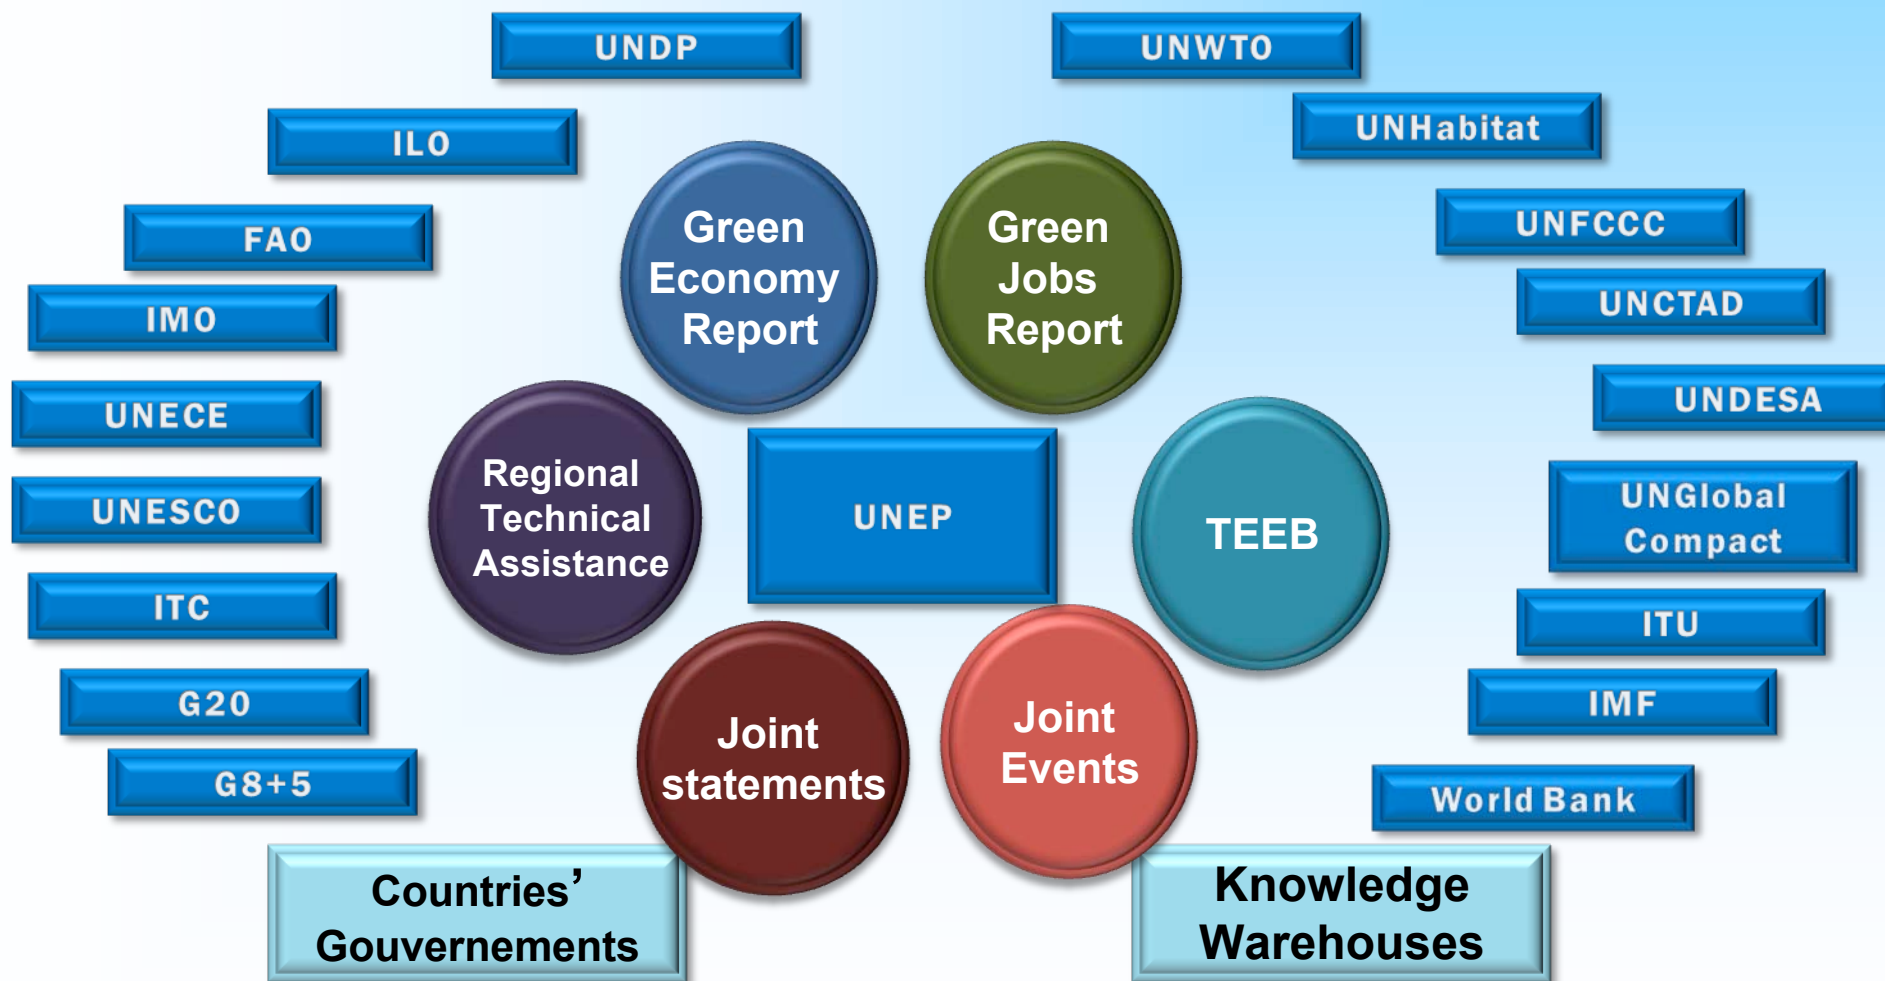 UNDP
UNWTO
UNHabitat
ILO
UNFCCC
FAO
Green
Economy
Report
Green
Jobs
Report
IMO
UNCTAD
UNECE
UNDESA
Regional
Technical
Assistance
UNEP
TEEB
UNESCO
UNGlobal
Compact
ITC
ITU
G20
IMF
Joint
statements
Joint
Events
G8+5
World Bank
Countries’
Gouvernements
Knowledge
Warehouses